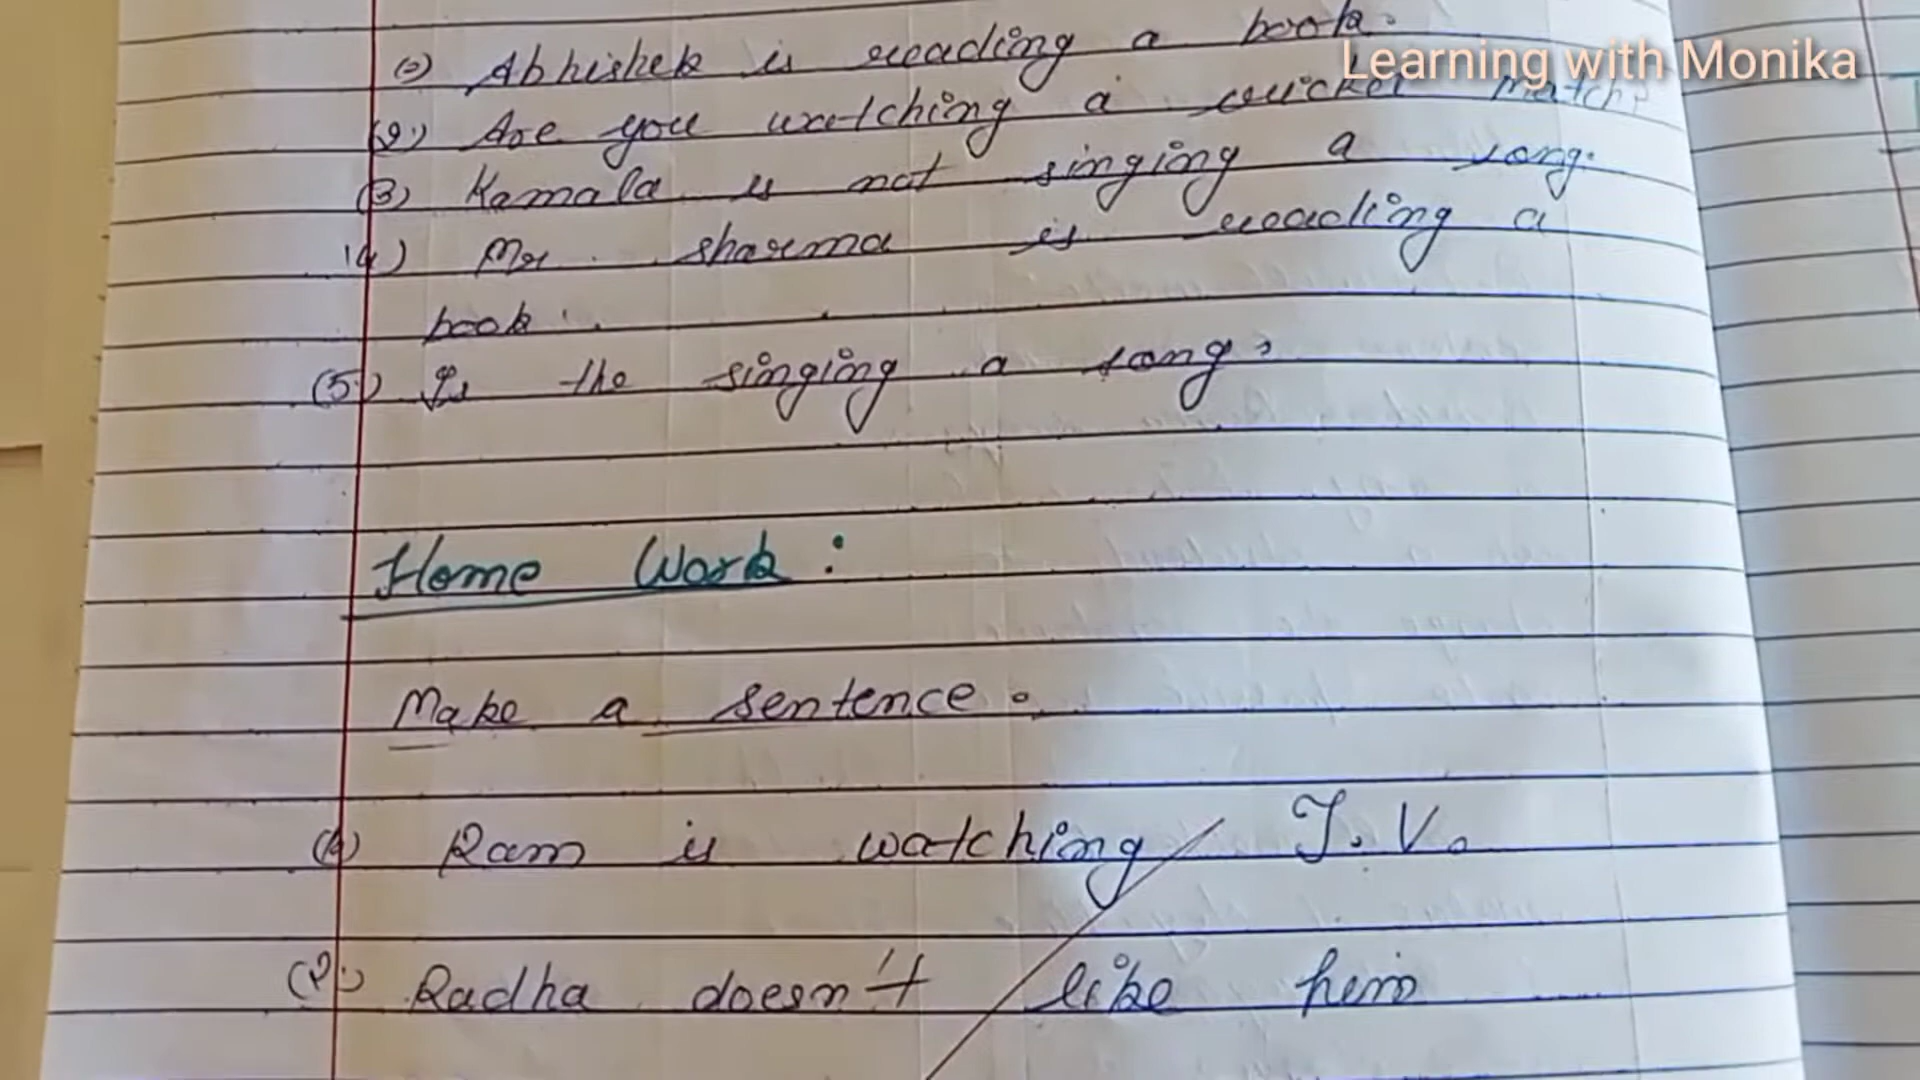 Learning with Monika
(1) Abhishek is reading a book.
(2) Are you watching a cricket match?
(3) Kamala is not singing a song.
(4) Mr. sharma is reading a
book.
(5) Is the singing a song?
Home Work:
Make a sentence.
(1) Ram is watching T.V.
(2) Radha doesn't like him